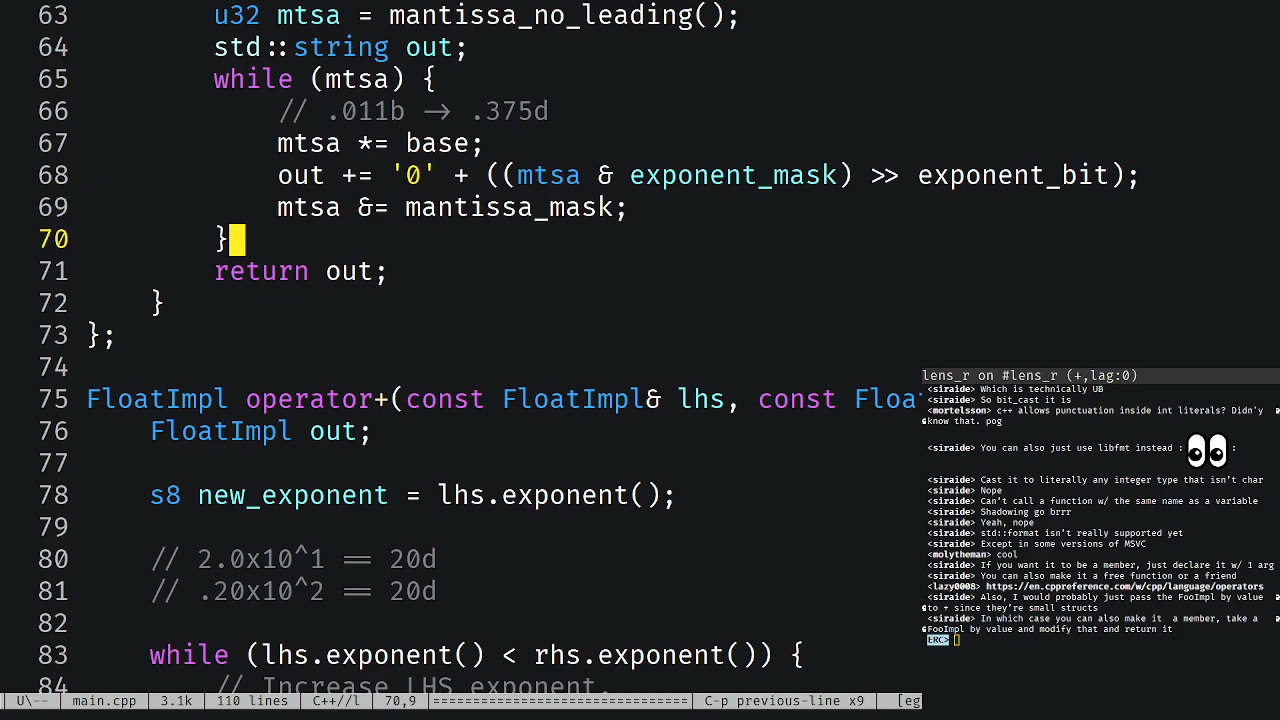 63 u32 mtsa = mantissa_no_leading();
64 std::string out;
65 while (mtsa) {
66 // .011b -> .375d
67 mtsa *= base;
68 out += '0' + ((mtsa & exponent_mask) >> exponent_bit);
69 mtsa &= mantissa_mask;
70 }
71 return out;
72 }
73 };
74
75 FloatImpl operator+(const FloatImpl& lhs, const Float
76 FloatImpl out;
77
78 s8 new_exponent = lhs.exponent();
79
80 // 2.0x10^1 == 20d
81 // .20x10^2 == 20d
82
83 while (lhs.exponent() < rhs.exponent()) {
84 // Increase LHS exponent.
lens_r on #lens_r (+,lag:0)
<siraide> Which is technically UB
<siraide> So bit_cast it is
<mortelsson> c++ allows punctuation inside int literals? Didn'y
know that. pog
<siraide> You can also just use libfmt instead : :
<siraide> Cast it to literally any integer type that isn't char
<siraide> Nope
<siraide> Can't call a function w/ the same name as a variable
<siraide> Shadowing go brrr
<siraide> Yeah, nope
<siraide> std::format isn't really supported yet
<siraide> Except in some versions of MSVC
<molytheman> cool
<siraide> If you want it to be a member, just declare it w/ 1 arg
<siraide> You can also make it a free function or a friend
<lazy0008> https://en.cppreference.com/w/cpp/language/operators
<siraide> Also, I would probably just pass the FooImpl by value
to + since they're small structs
<siraide> In which case you can also make it a member, take a
FooImpl by value and modify that and return it
ERC>
U\-- main.cpp 3.1k 110 lines C++//l 70,9 ============================== C-p previous-line x9 [eg